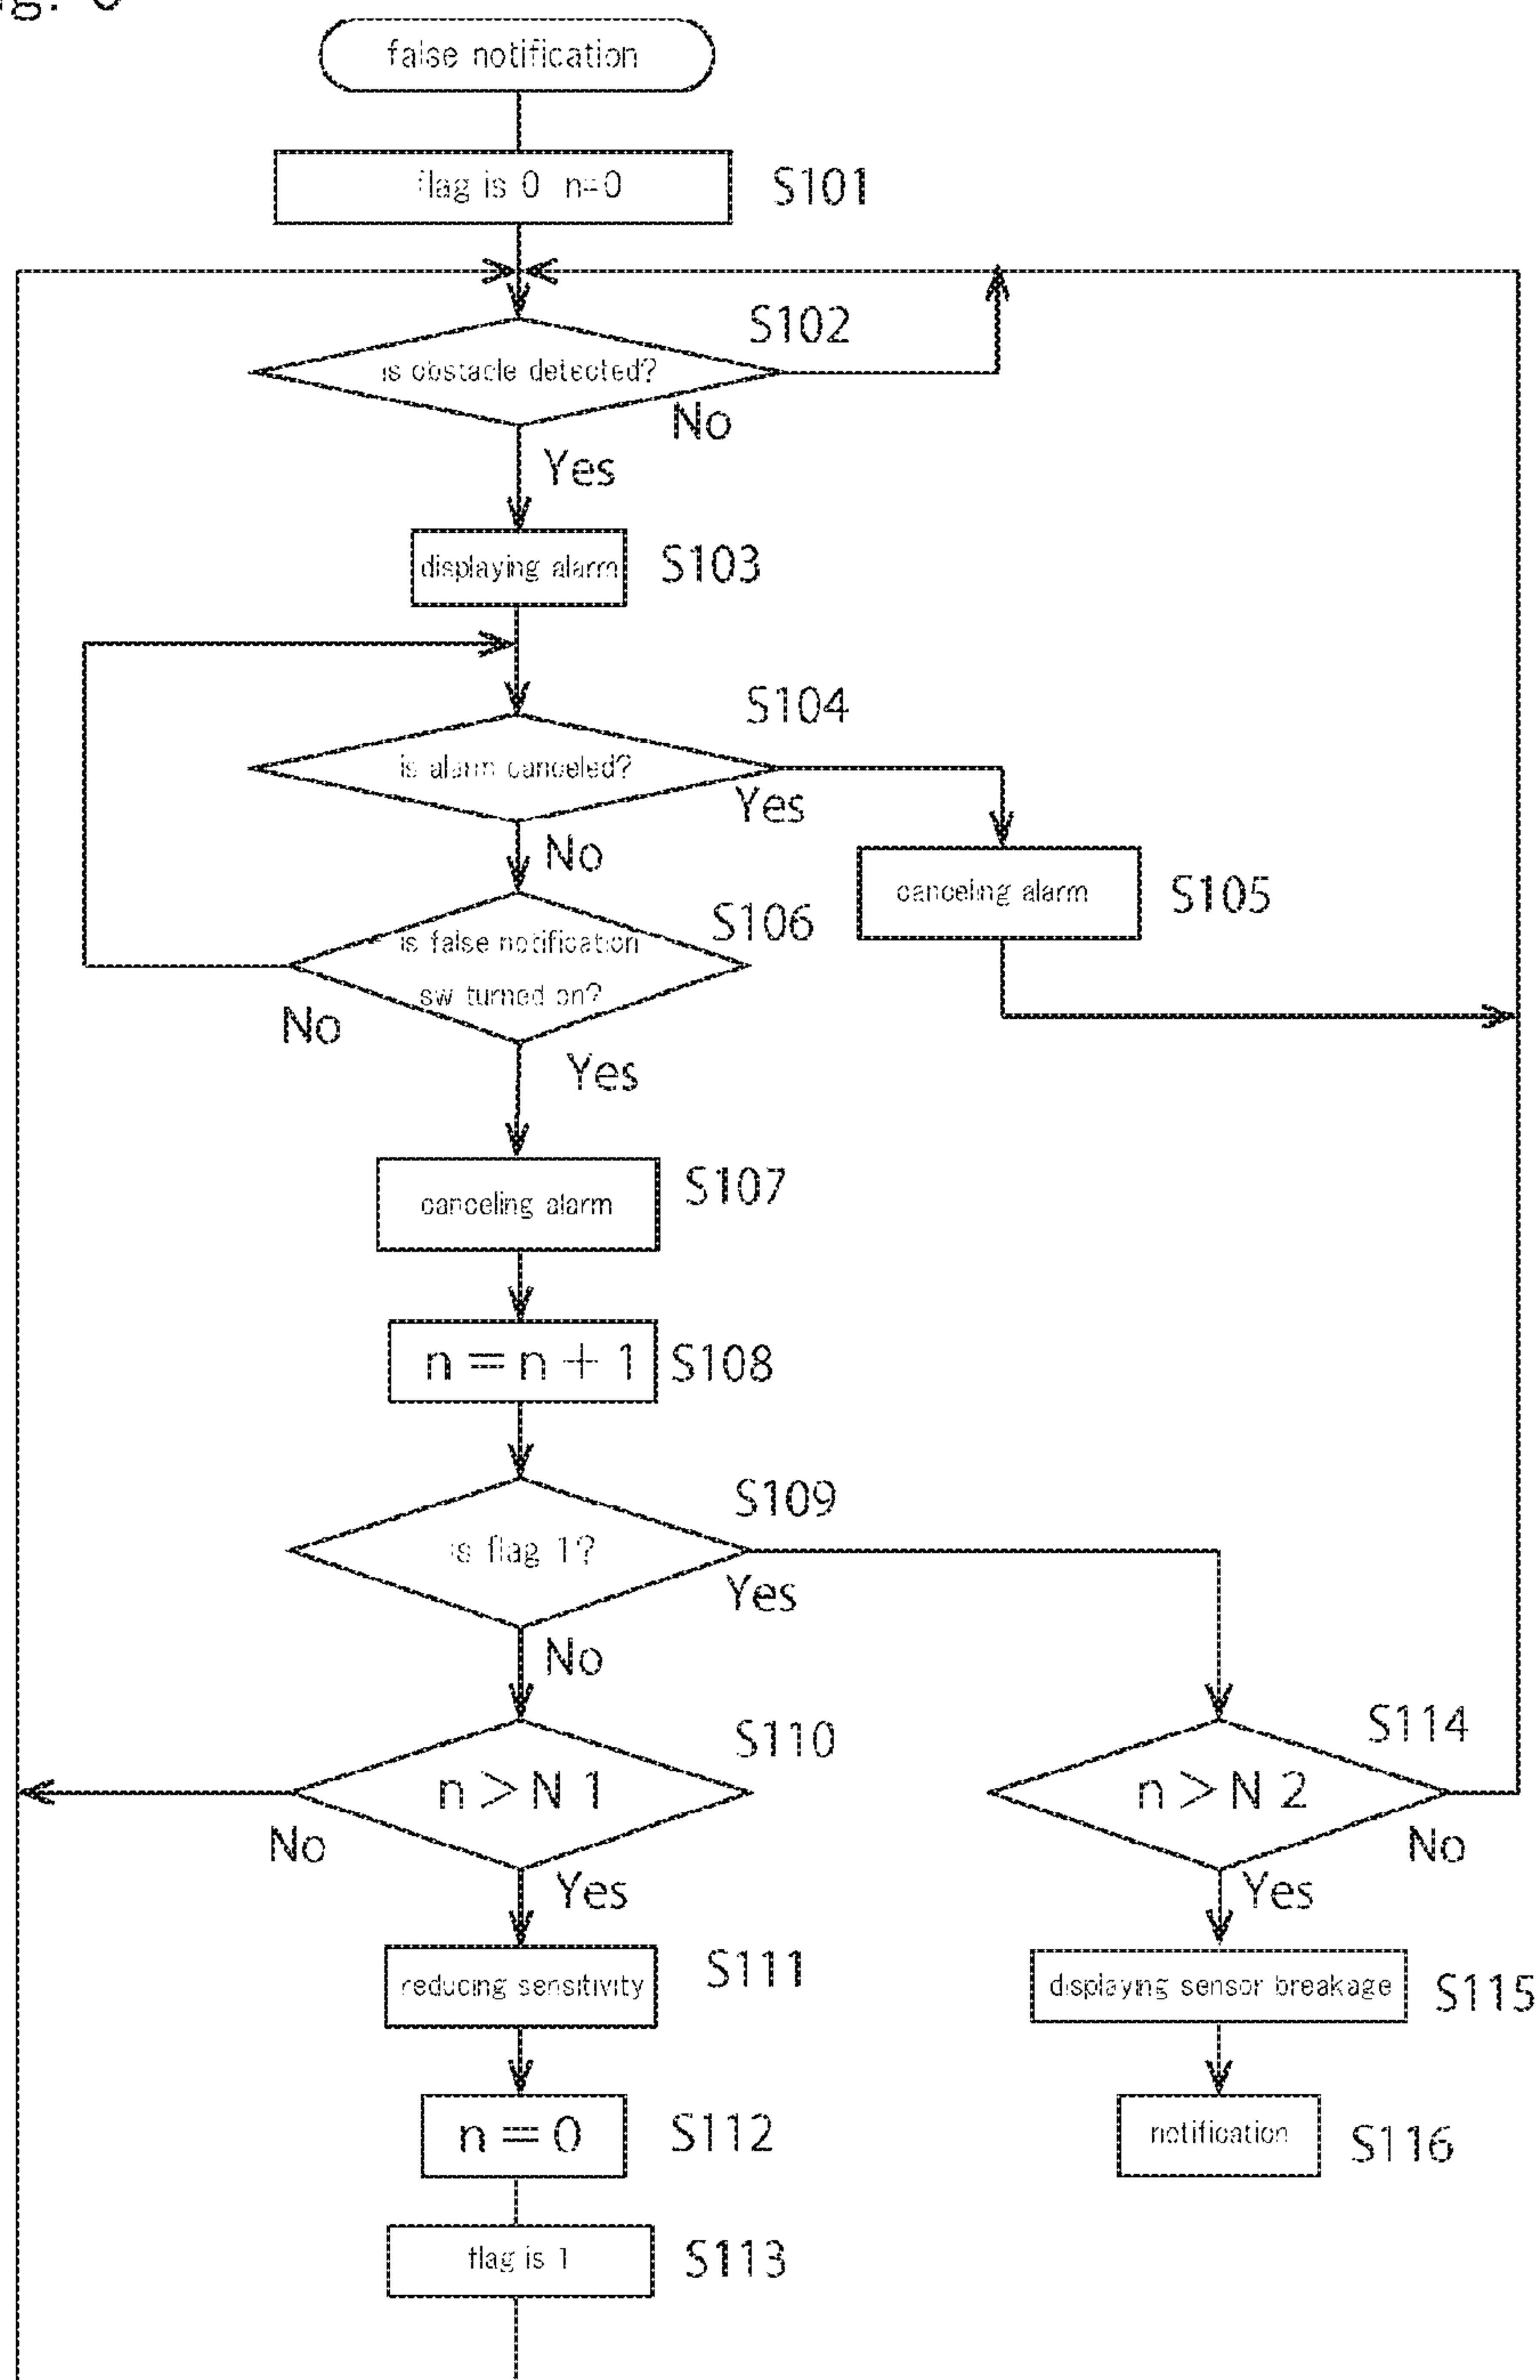 false notification
flag is 0 n=0
S101
S102
is obstacle detected?
No
Yes
displaying alarm
S103
S104
is alarm canceled?
Yes
No
canceling alarm
S105
S106
is false notification
sw turned on?
No
Yes
canceling alarm
S107
n = n + 1
S108
S109
is flag 1?
Yes
No
S110
S114
n > N 1
n > N 2
No
No
Yes
Yes
reducing sensitivity
S111
displaying sensor breakage
S115
n = 0
S112
notification
S116
flag is 1
S113